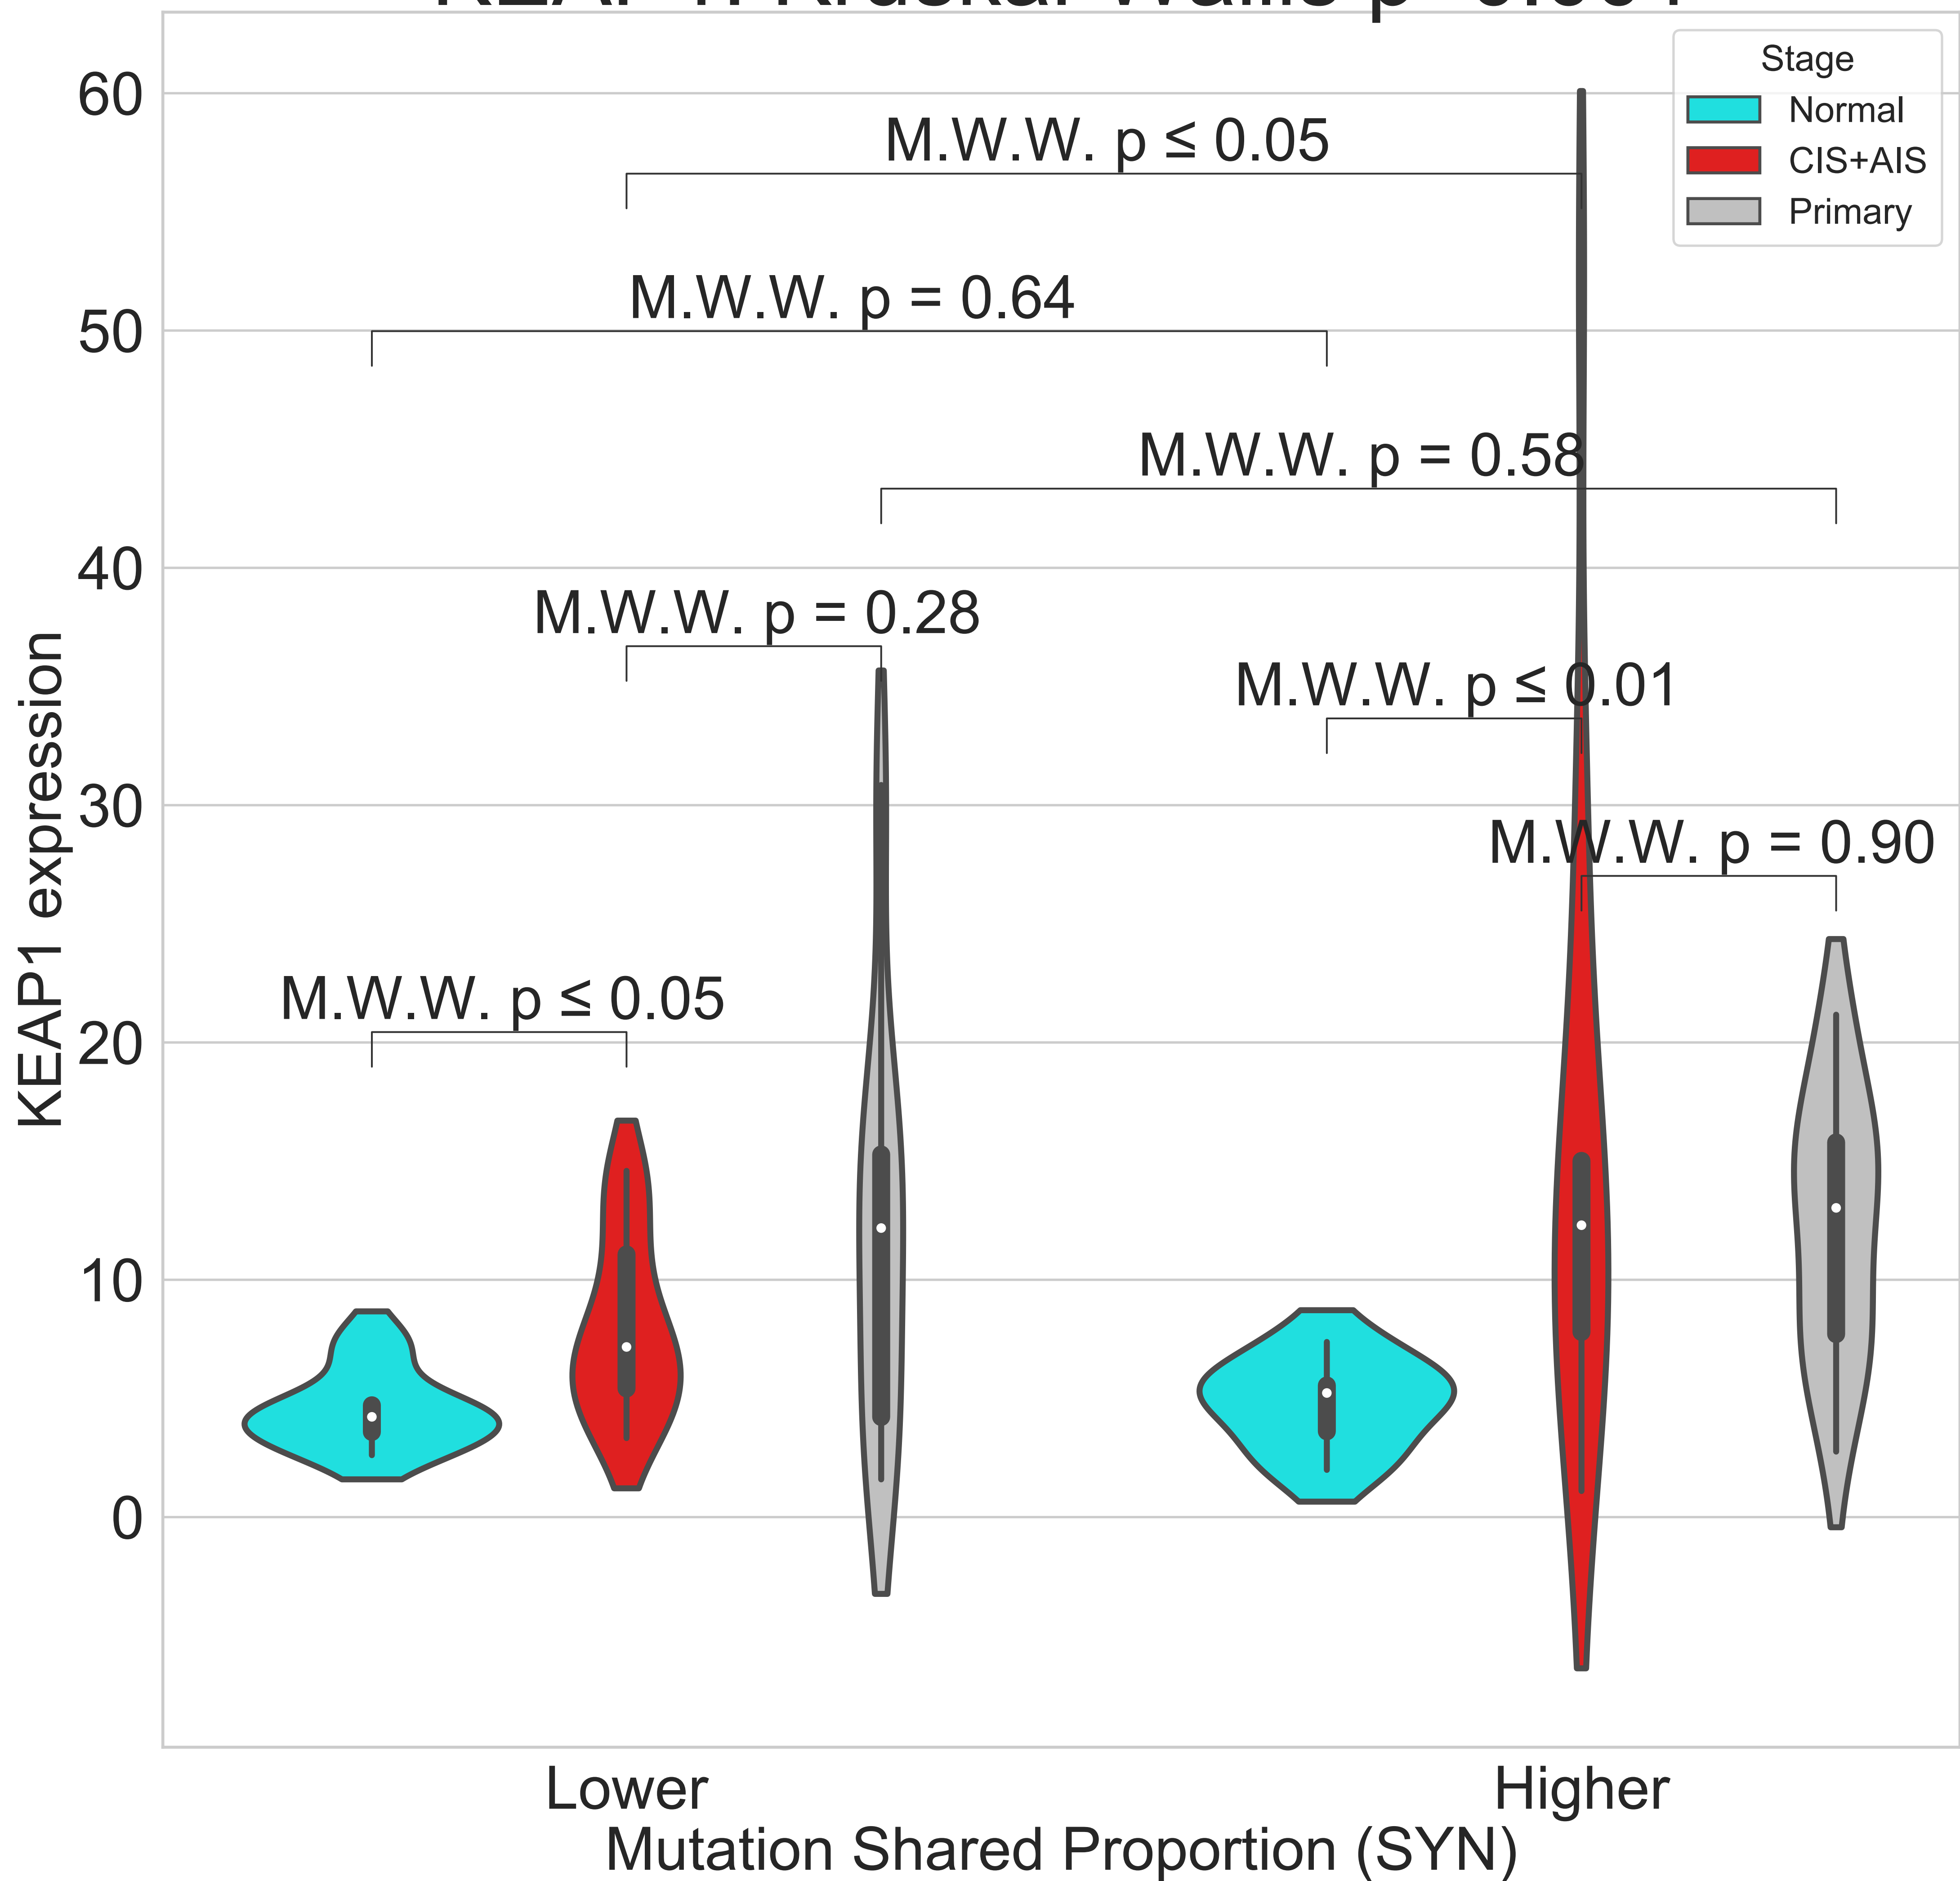 Stage
Normal
CIS+AIS
Primary
60
50
40
30
20
10
0
KEAP1 expression
M.W.W. p ≤ 0.05
M.W.W. p = 0.64
M.W.W. p = 0.58
M.W.W. p = 0.28
M.W.W. p ≤ 0.01
M.W.W. p = 0.90
M.W.W. p ≤ 0.05
Lower
Higher
Mutation Shared Proportion (SYN)